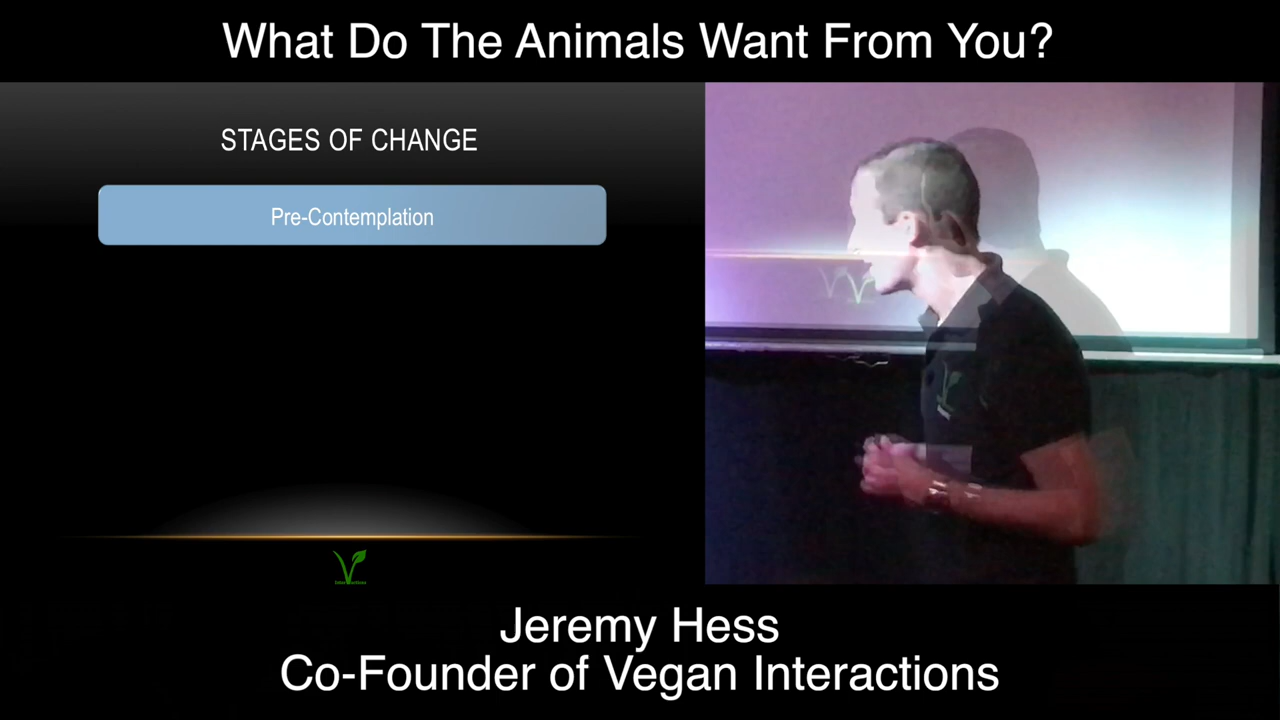 What Do The Animals Want From You?
STAGES OF CHANGE
Pre-Contemplation
Jeremy Hess
Co-Founder of Vegan Interactions